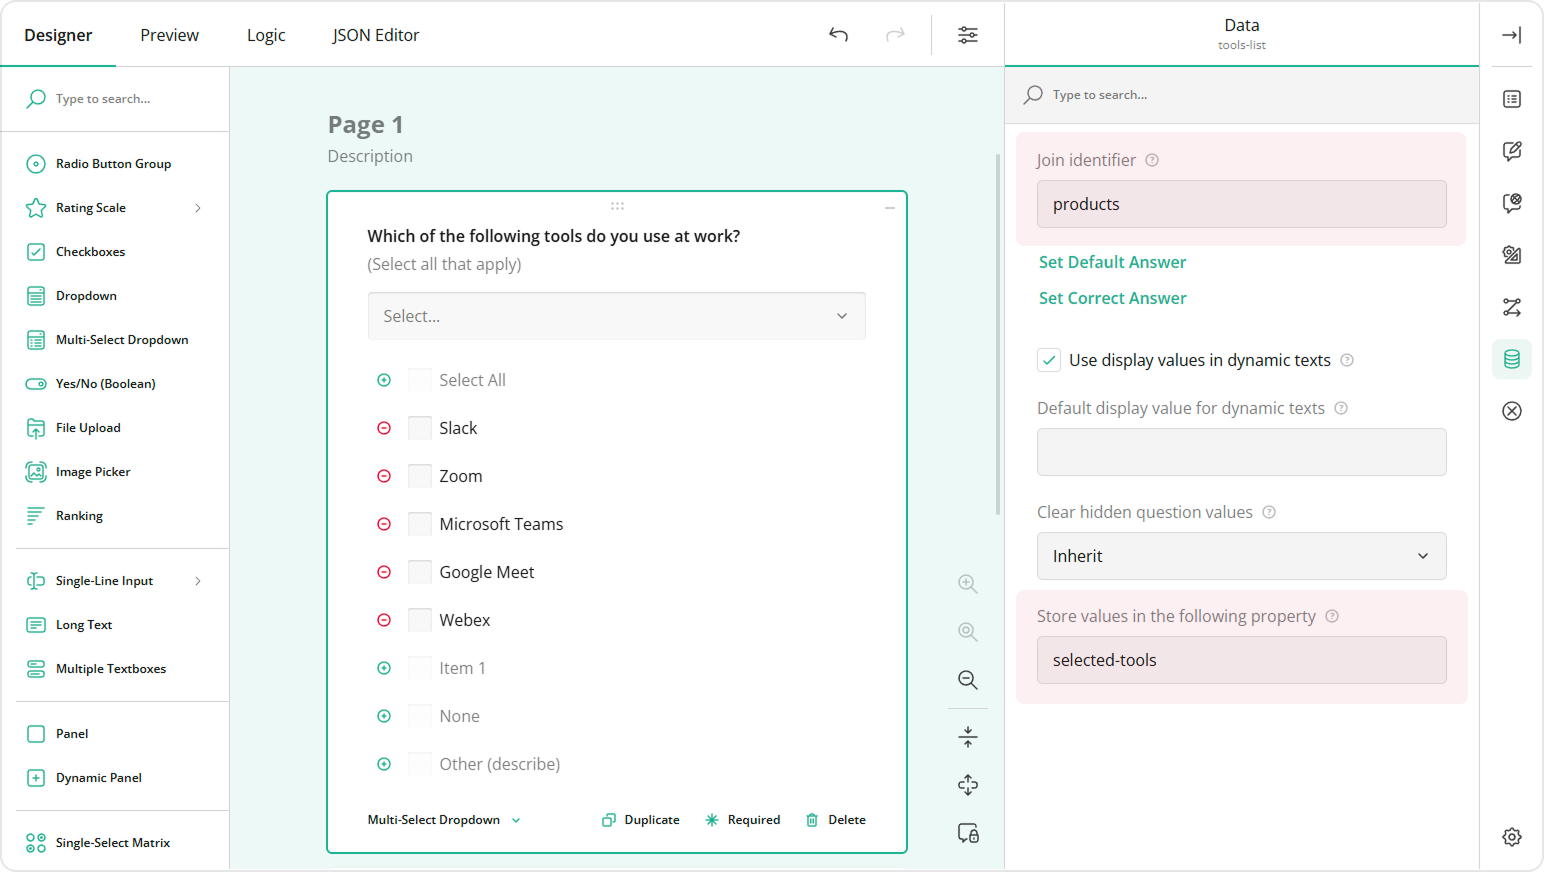 Designer
Preview
Logic
JSON Editor
Data
tools-list
Type to search...
Radio Button Group
Rating Scale
Checkboxes
Dropdown
Multi-Select Dropdown
Yes/No (Boolean)
File Upload
Image Picker
Ranking
Single-Line Input
Long Text
Multiple Textboxes
Panel
Dynamic Panel
Single-Select Matrix
Page 1
Description
Which of the following tools do you use at work?
(Select all that apply)
Select...
Select All
Slack
Zoom
Microsoft Teams
Google Meet
Webex
Item 1
None
Other (describe)
Multi-Select Dropdown
Duplicate
Required
Delete
Type to search...
Join identifier
products
Set Default Answer
Set Correct Answer
Use display values in dynamic texts
Default display value for dynamic texts
Clear hidden question values
Inherit
Store values in the following property
selected-tools